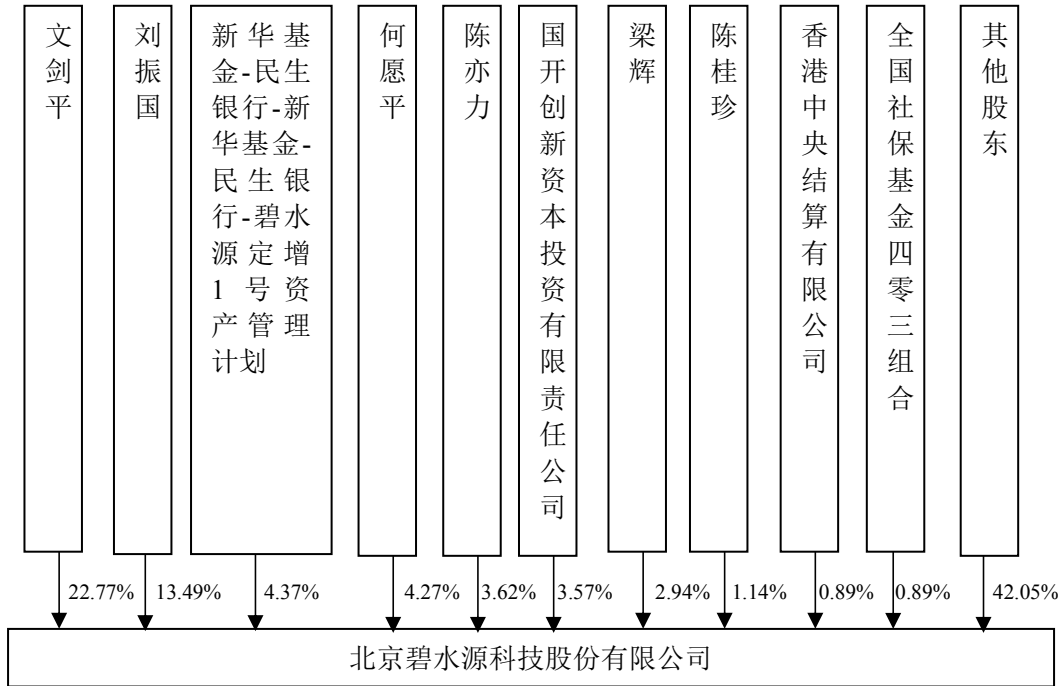 文剑平
刘振国
新华基
金-民生
银行-新
华基金-
民生银
行-碧水
源定增
1号资
产管理
计划
何愿平
陈亦力
国开创新资本投资有限责任公司
梁辉
陈桂珍
香港中央结算有限公司
全国社保基金四零三组合
其他股东
22.77%
13.49%
4.37%
4.27%
3.62%
3.57%
2.94%
1.14%
0.89%
0.89%
42.05%
北京碧水源科技股份有限公司